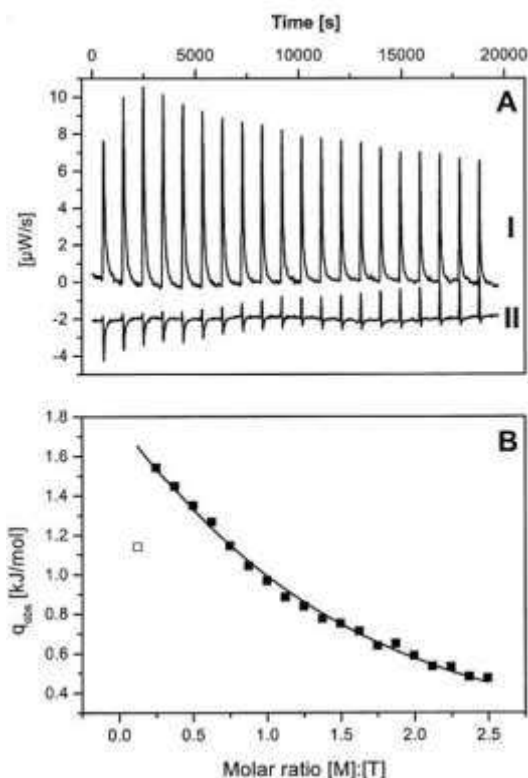 Time [s]
0 5000 10000 15000 20000
A
10
8
6
4
2
0
-2
-4
[µW/s]
I
II
B
1.8
1.6
1.4
1.2
1.0
0.8
0.6
0.4
q_obs [kJ/mol]
0.0 0.5 1.0 1.5 2.0 2.5
Molar ratio [M]:[T]